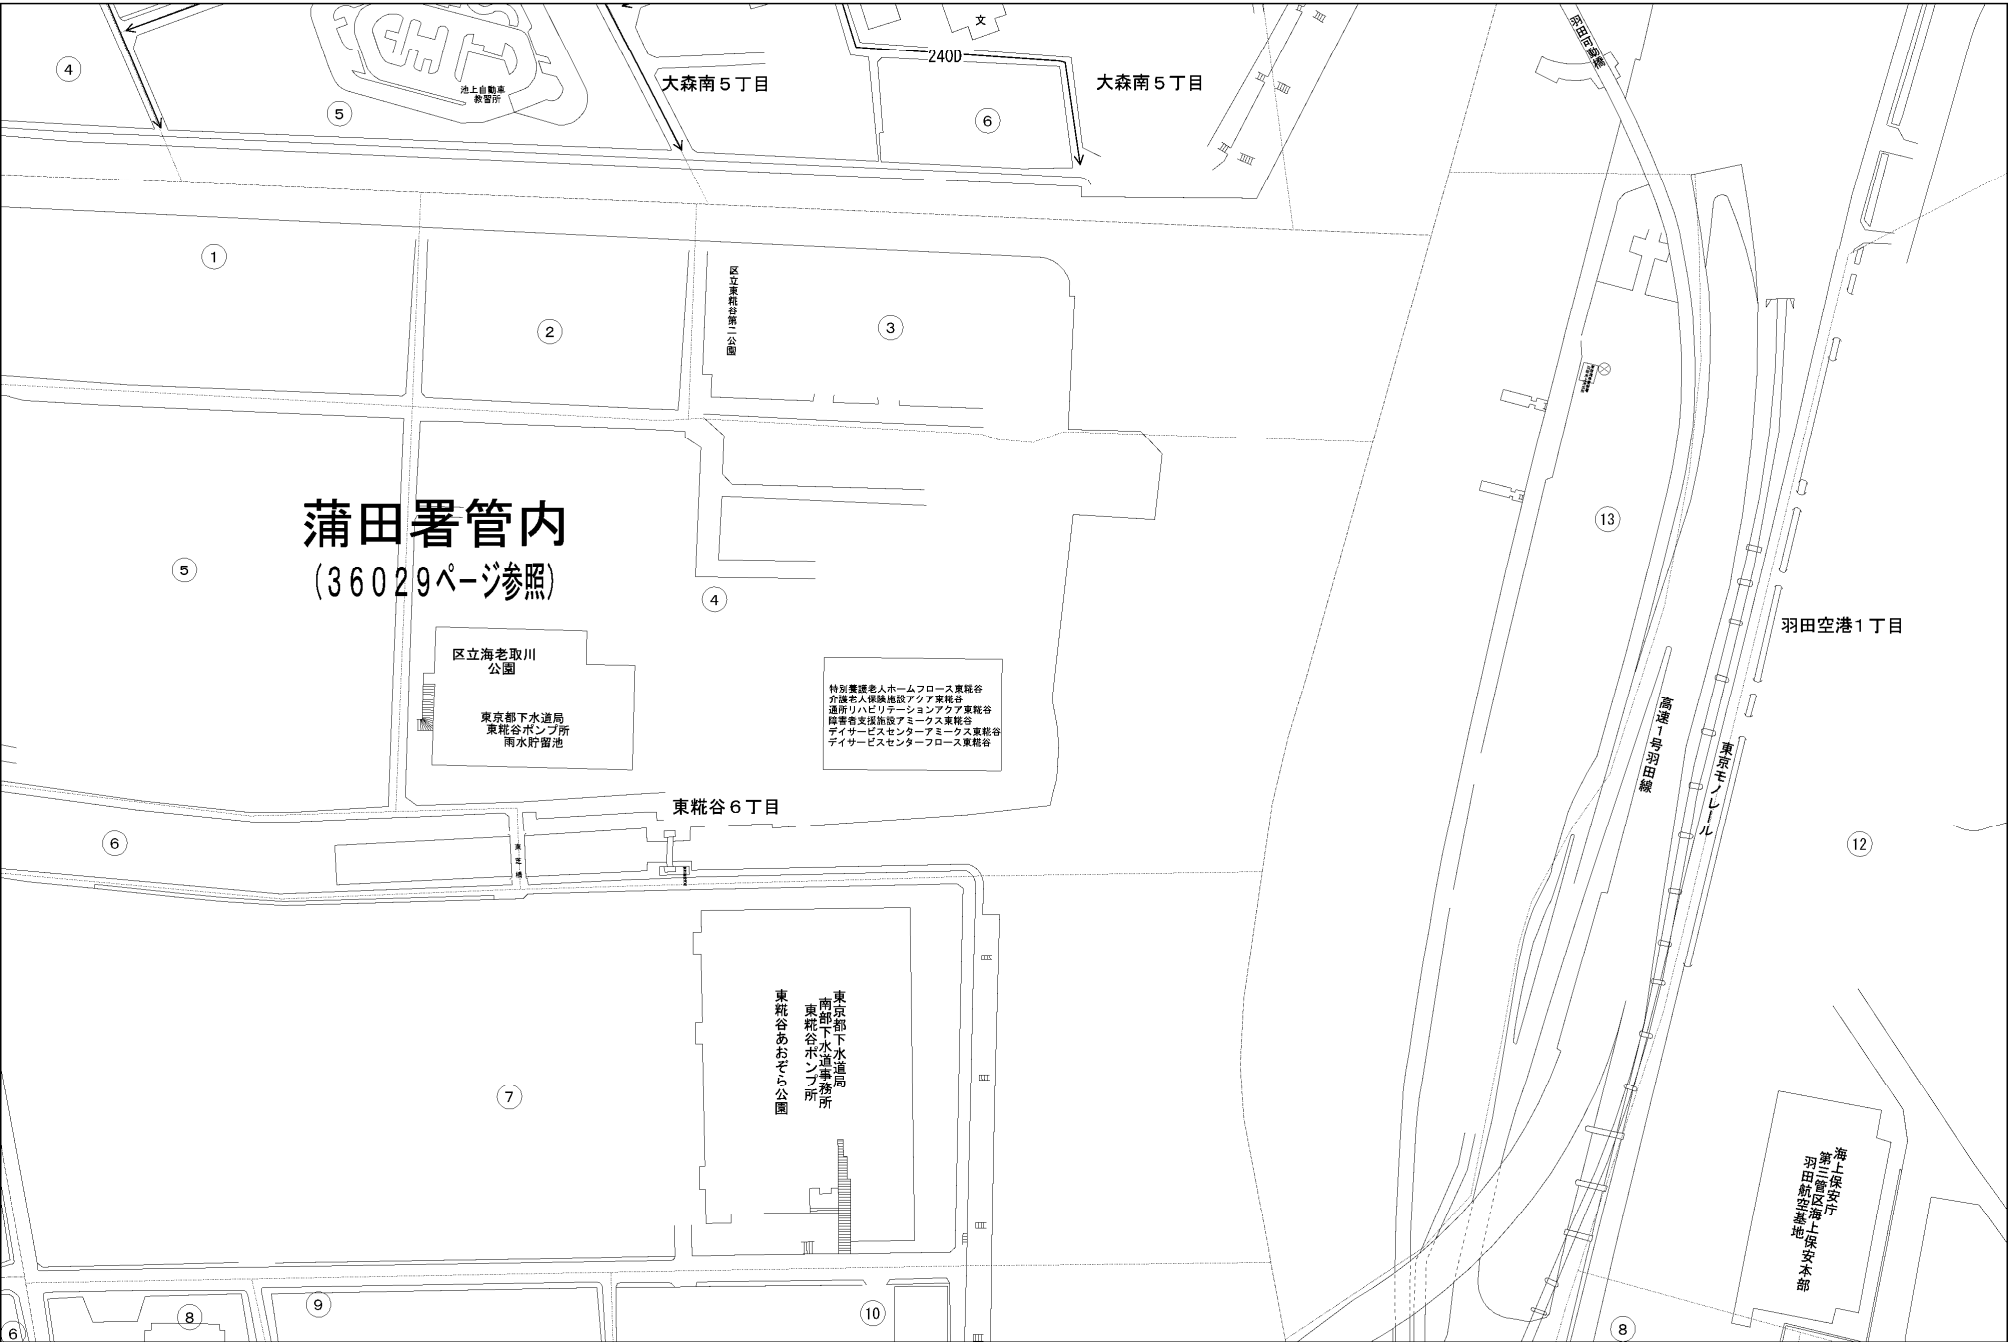 文
羽田可動橋
240D
④
池上自動車
教習所
大森南５丁目
大森南５丁目
⑤
⑥
①
②
区立東糀谷第二公園
③
⑬
蒲田署管内
（３６０２９ページ参照）
⑤
④
羽田空港１丁目
区立海老取川
公園
東京都下水道局
東糀谷ポンプ所
雨水貯留池
特別養護老人ホームフロース東糀谷
介護老人保険施設アクア東糀谷
通所リハビリテーションアクア東糀谷
障害者支援施設アミークス東糀谷
デイサービスセンターアミークス東糀谷
デイサービスセンターフロース東糀谷
高速１号羽田線
東京モノレール
東糀谷６丁目
⑥
東芝橋
⑫
東京都下水道局
南部下水道事務所
東糀谷ポンプ所
東糀谷あおぞら公園
⑦
海上保安庁
第三管区海上保安本部
羽田航空基地
⑥
⑧
⑨
⑩
⑧